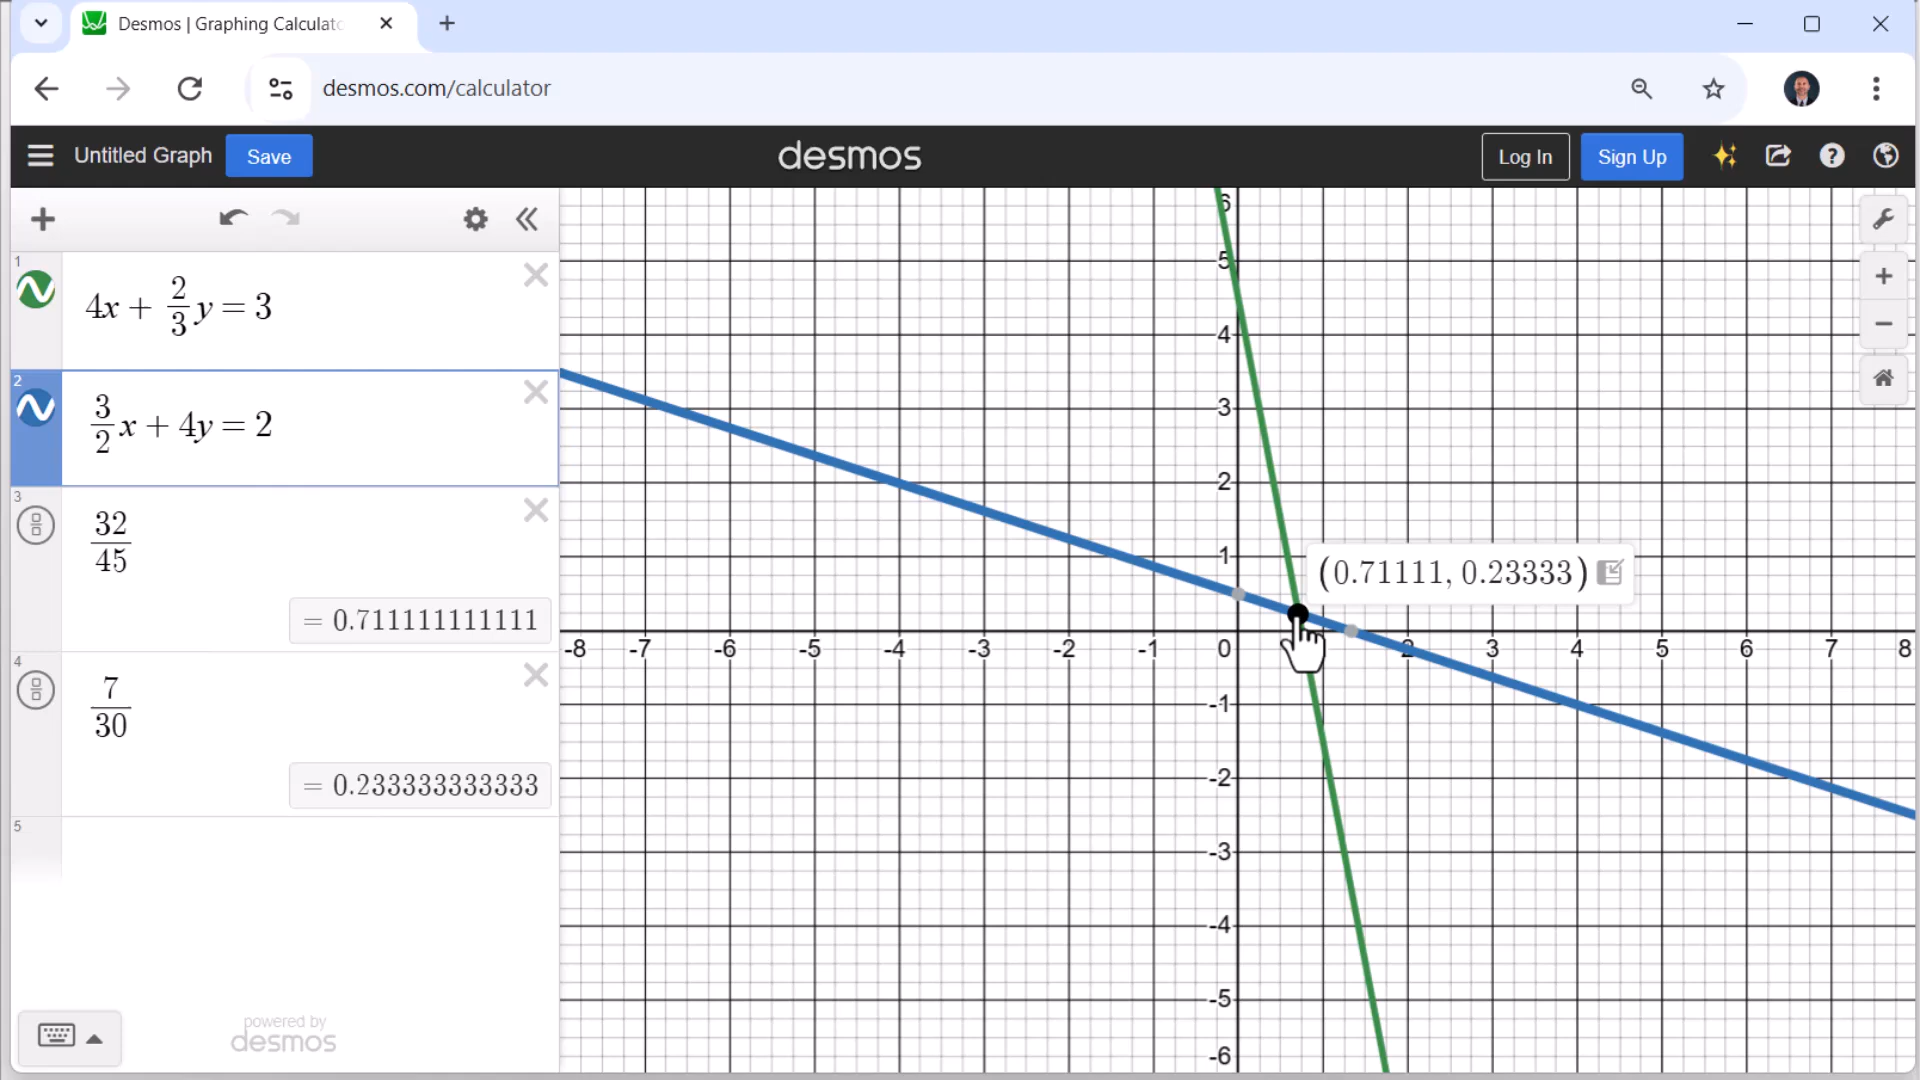 Desmos | Graphing Calculato
desmos.com/calculator
Untitled Graph
Save
desmos
Log In
Sign Up
1
4x + 2/3 y = 3
2
3/2 x + 4y = 2
3
32/45
= 0.711111111111
4
7/30
= 0.233333333333
5
powered by
desmos
6
5
4
3
2
1
(0.71111, 0.23333)
-8 -7 -6 -5 -4 -3 -2 -1 0 2 3 4 5 6 7 8
-1
-2
-3
-4
-5
-6